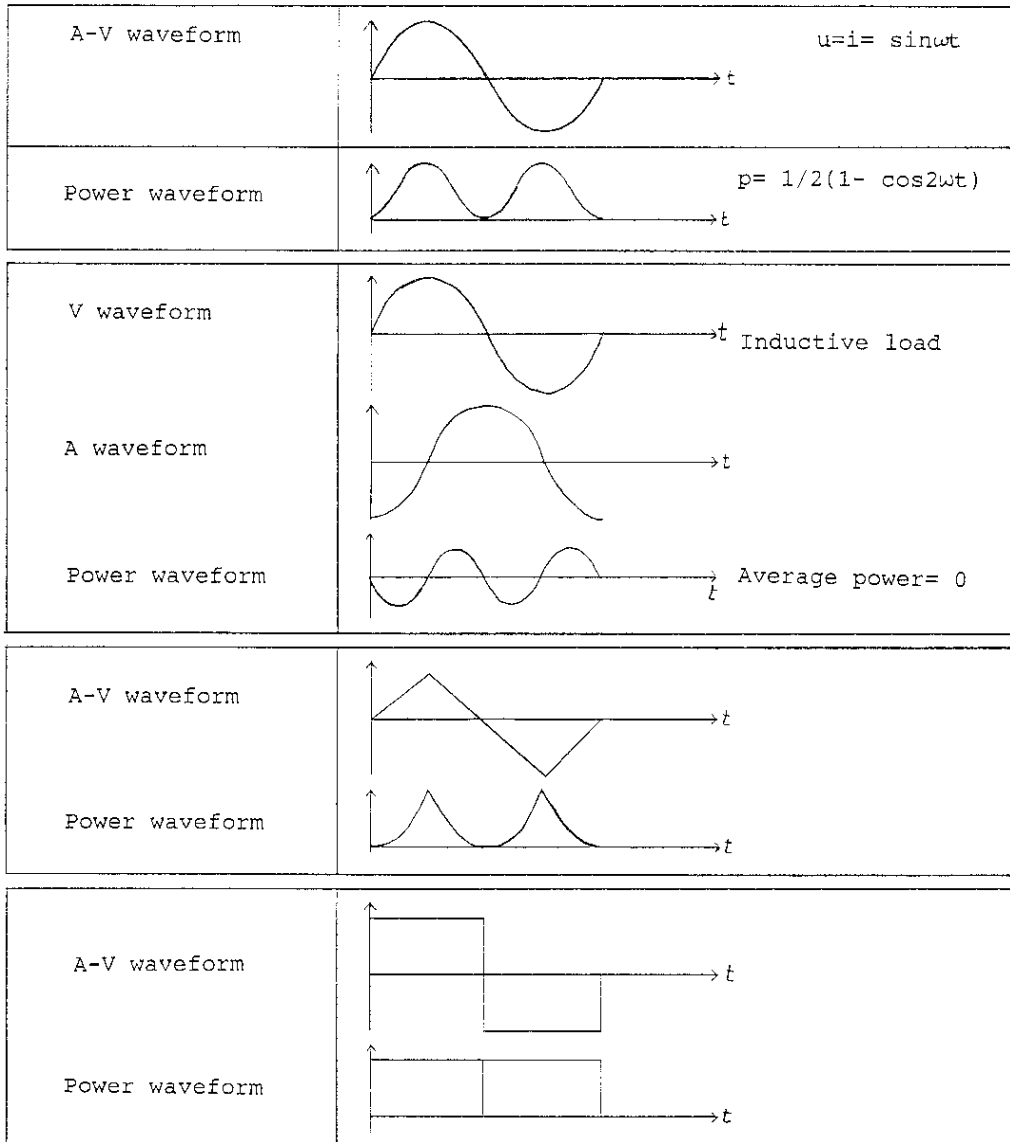 A-V waveform
u=i= sinωt
t
Power waveform
p= 1/2(1- cos2ωt)
t
V waveform
t
Inductive load
A waveform
t
Power waveform
Average power= 0
t
A-V waveform
t
Power waveform
t
A-V waveform
t
Power waveform
t